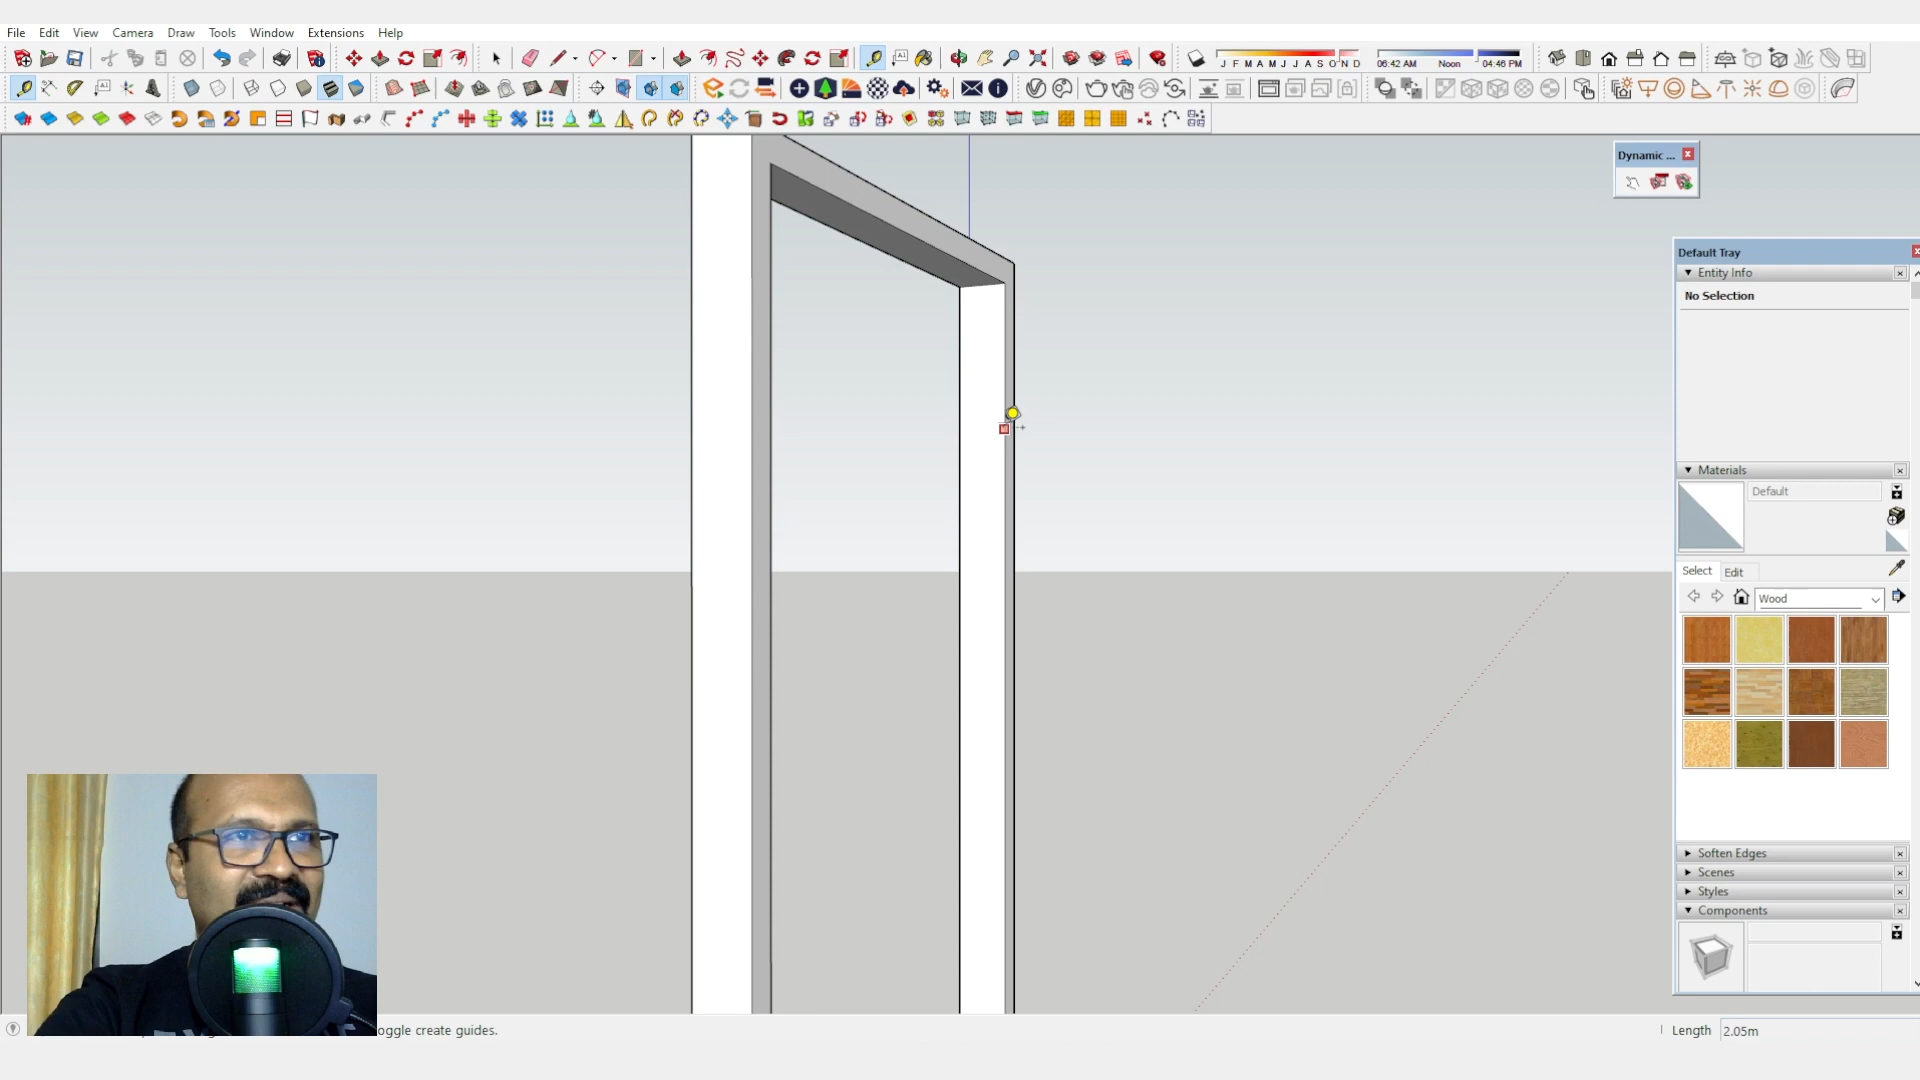 File Edit View Camera Draw Tools Window Extensions Help
J F M A M J J A S O N D
06:42 AM Noon 04:46 PM
Dynamic ...
Default Tray
Entity Info
No Selection
Materials
Default
Select Edit
Wood
Soften Edges
Scenes
Styles
Components
oggle create guides.
Length 2.05m